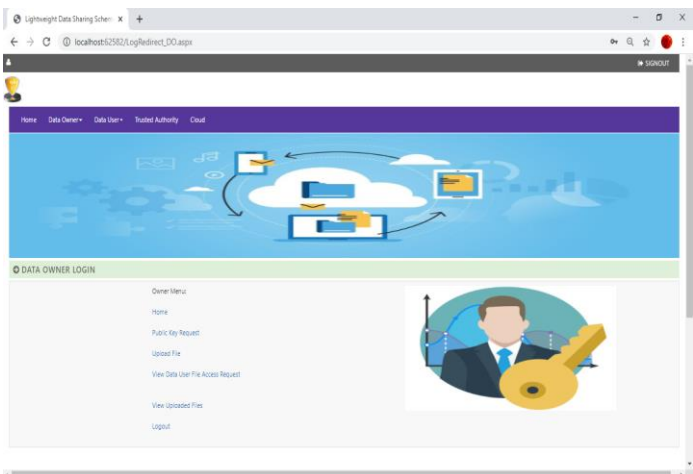 Lightweight Data Sharing Schem
localhost:62582/LogRedirect_DO.aspx
SIGNOUT
Home Data Owner Data User Trusted Authority Cloud
DATA OWNER LOGIN
Owner Menu:
Home
Public Key Request
Upload File
View Data User File Access Request
View Uploaded Files
Logout